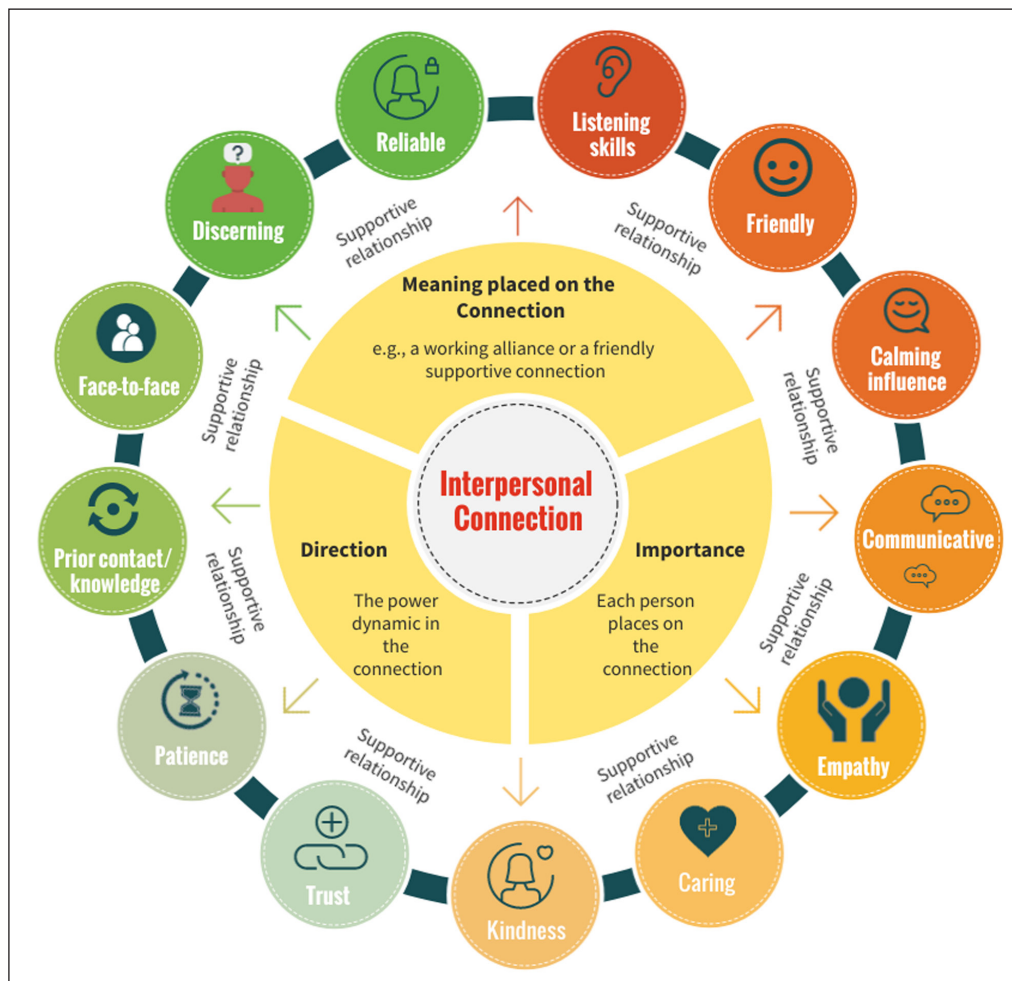 Reliable
Listening
skills
Discerning
?
Friendly
Supportive
relationship
Supportive
relationship
Meaning placed on the
Connection
e.g., a working alliance or a friendly
supportive connection
Face-to-face
Calming
influence
Supportive
relationship
Supportive
relationship
Interpersonal
Connection
Prior contact/
knowledge
Communicative
Direction
The power
dynamic in
the
connection
Importance
Each person
places on
the
connection
Supportive
relationship
Supportive
relationship
Patience
Empathy
Supportive
relationship
Supportive
relationship
Trust
Kindness
Caring